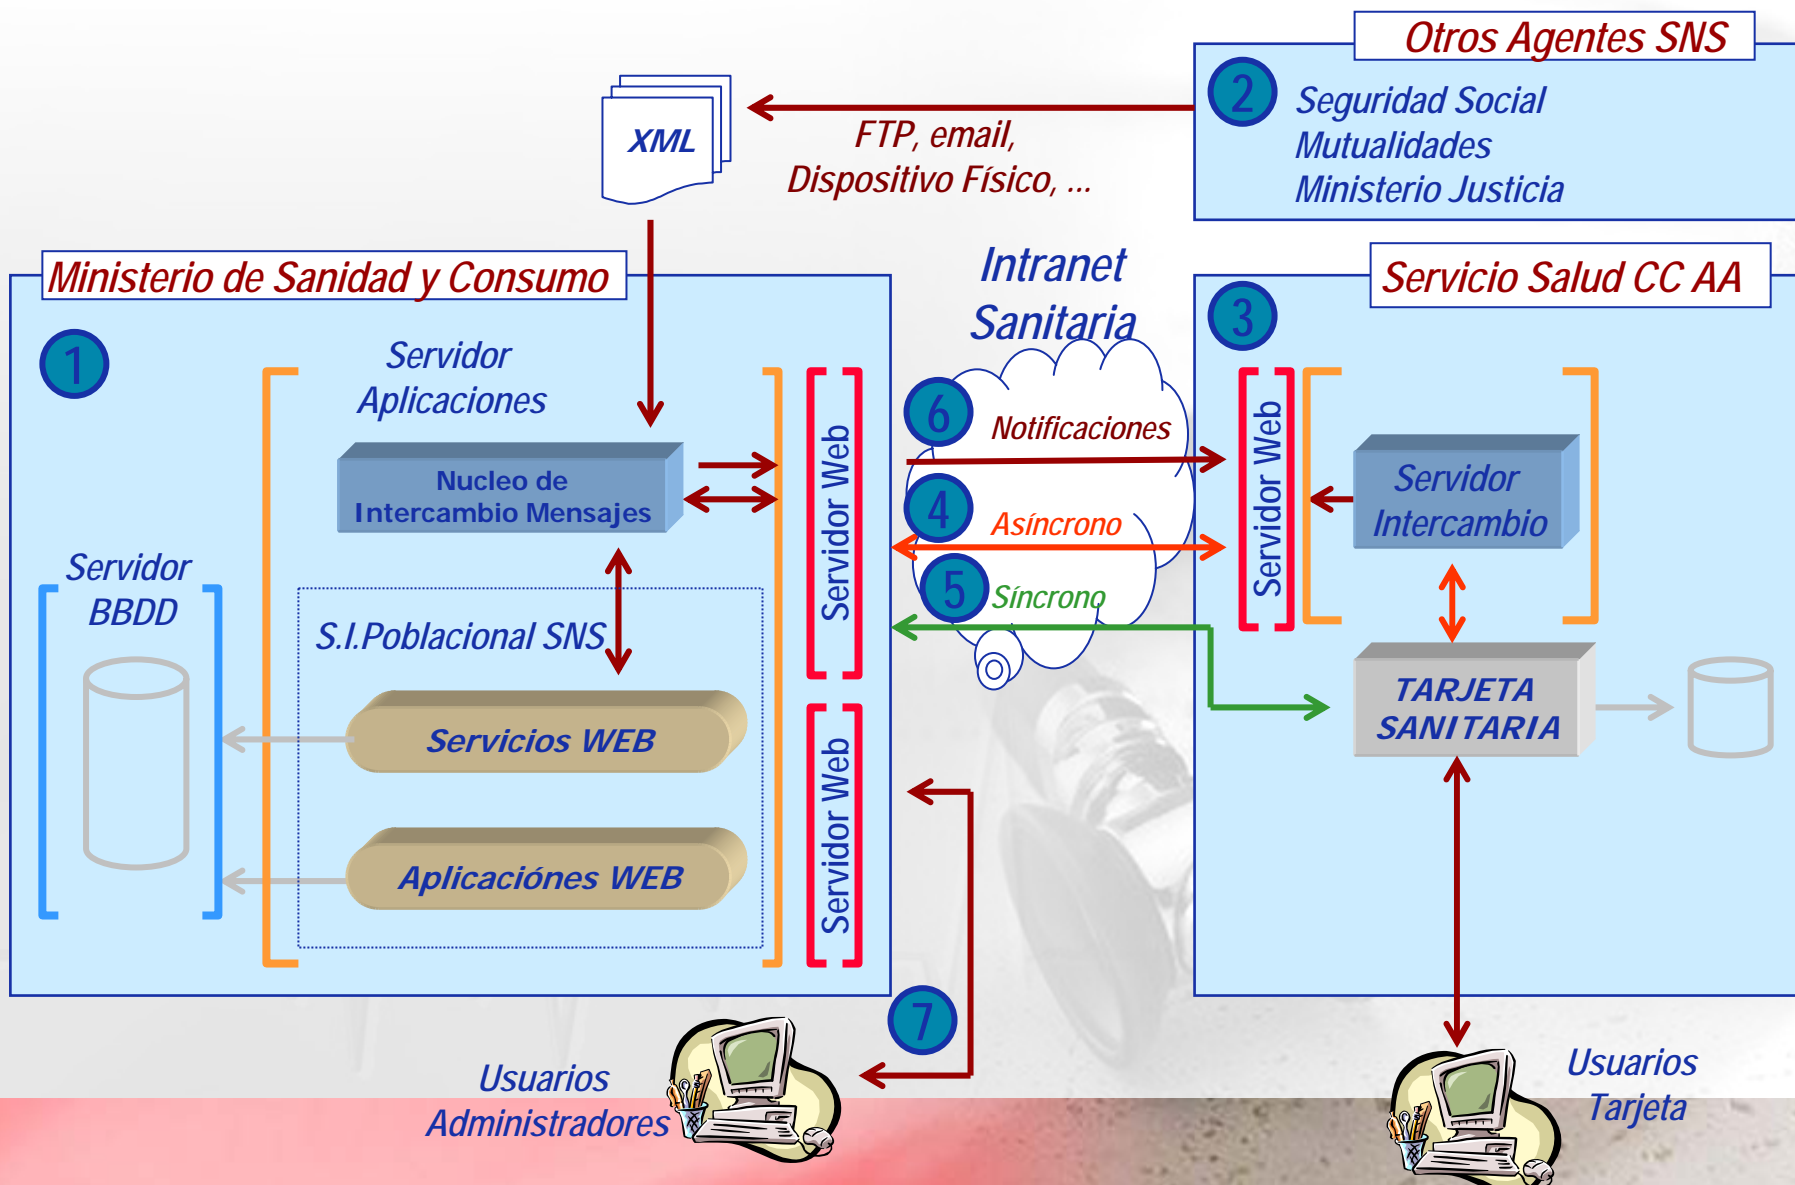 Otros Agentes SNS
2
Seguridad Social
Mutualidades
Ministerio Justicia
XML
FTP, email,
Dispositivo Físico, ...
Ministerio de Sanidad y Consumo
1
Servidor
Aplicaciones
Nucleo de
Intercambio Mensajes
Servidor
BBDD
S.I.Poblacional SNS
Servicios WEB
Aplicaciónes WEB
Servidor Web
Servidor Web
Intranet
Sanitaria
6
Notificaciones
4
Asíncrono
5
Síncrono
Servicio Salud CC AA
3
Servidor Web
Servidor
Intercambio
TARJETA
SANITARIA
7
Usuarios
Administradores
Usuarios
Tarjeta